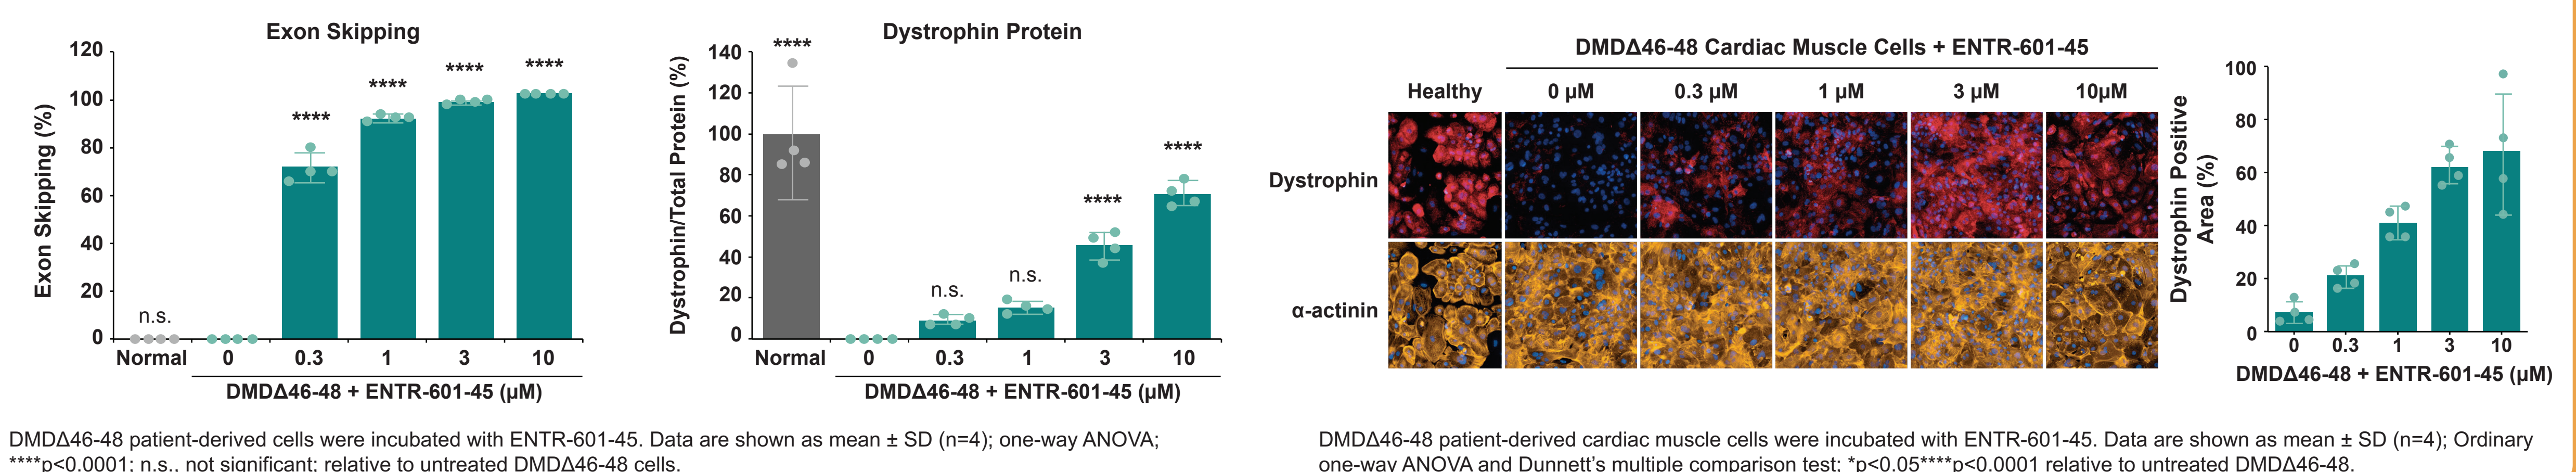 Exon Skipping
Exon Skipping (%)
120
100
80
60
40
20
0
n.s.
****
****
****
****
Normal
0
0.3
1
3
10
DMDΔ46-48 + ENTR-601-45 (µM)
Dystrophin Protein
Dystrophin/Total Protein (%)
140
120
100
80
60
40
20
0
****
n.s.
n.s.
****
****
Normal
0
0.3
1
3
10
DMDΔ46-48 + ENTR-601-45 (µM)
DMDΔ46-48 patient-derived cells were incubated with ENTR-601-45. Data are shown as mean ± SD (n=4); one-way ANOVA;
****p<0.0001; n.s., not significant; relative to untreated DMDΔ46-48 cells.
DMDΔ46-48 Cardiac Muscle Cells + ENTR-601-45
Healthy
0 µM
0.3 µM
1 µM
3 µM
10µM
Dystrophin
α-actinin
Dystrophin Positive
Area (%)
100
80
60
40
20
0
0
0.3
1
3
10
DMDΔ46-48 + ENTR-601-45 (µM)
DMDΔ46-48 patient-derived cardiac muscle cells were incubated with ENTR-601-45. Data are shown as mean ± SD (n=4); Ordinary
one-way ANOVA and Dunnett's multiple comparison test; *p<0.05****p<0.0001 relative to untreated DMDΔ46-48.